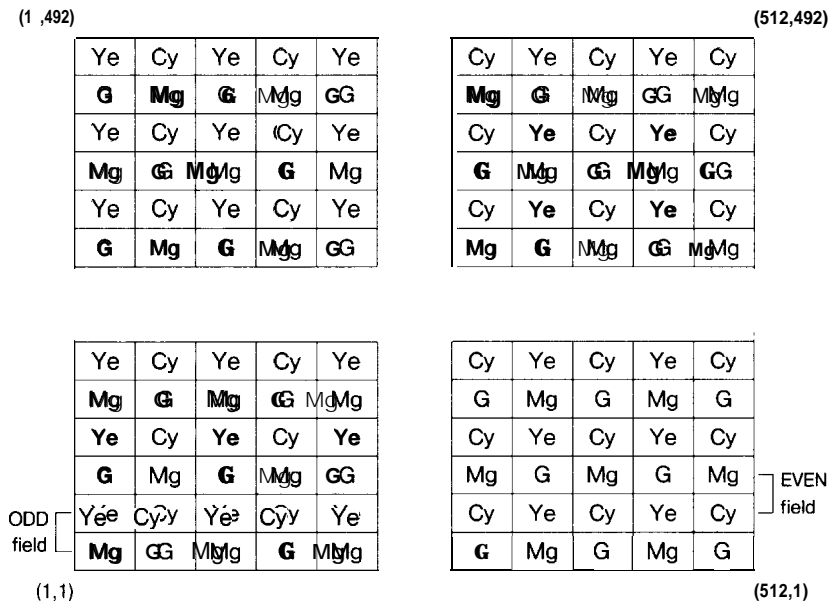 (1 ,492) (512,492)
Ye Cy Ye Cy Ye Cy Ye Cy Ye Cy
G Mg G Mg G Mg G Mg G Mg
Ye Cy Ye Cy Ye Cy Ye Cy Ye Cy
Mg G Mg G Mg G Mg G Mg G
Ye Cy Ye Cy Ye Cy Ye Cy Ye Cy
G Mg G Mg G Mg G Mg G Mg
Ye Cy Ye Cy Ye Cy Ye Cy Ye Cy
Mg G Mg G Mg G Mg G Mg G
Ye Cy Ye Cy Ye Cy Ye Cy Ye Cy
G Mg G Mg G Mg G Mg G Mg
EVEN
field
ODD
field
Ye Cy Ye Cy Ye Cy Ye Cy Ye Cy
Mg G Mg G Mg G Mg G Mg G
(1,1) (512,1)